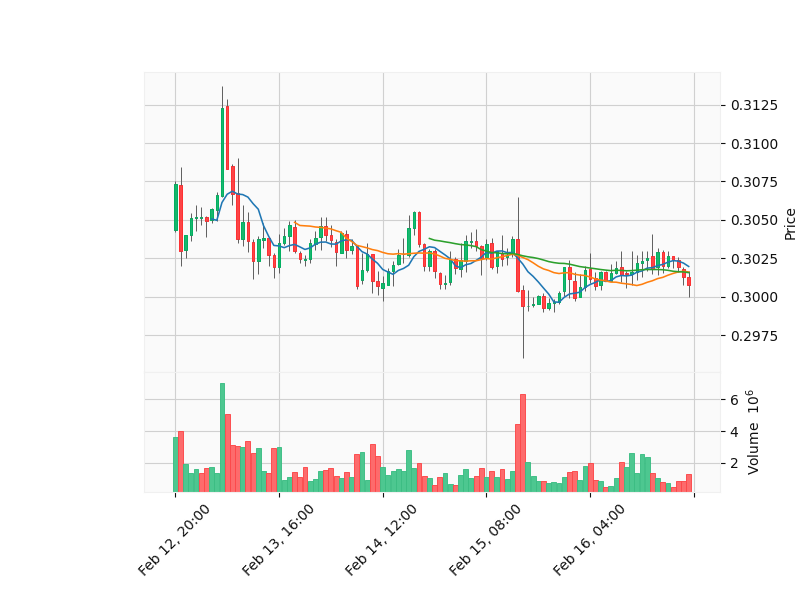 0.3125
0.3100
0.3075
0.3050
0.3025
0.3000
0.2975
Price
6
4
2
Volume 10^6
Feb 12, 20:00
Feb 13, 16:00
Feb 14, 12:00
Feb 15, 08:00
Feb 16, 04:00